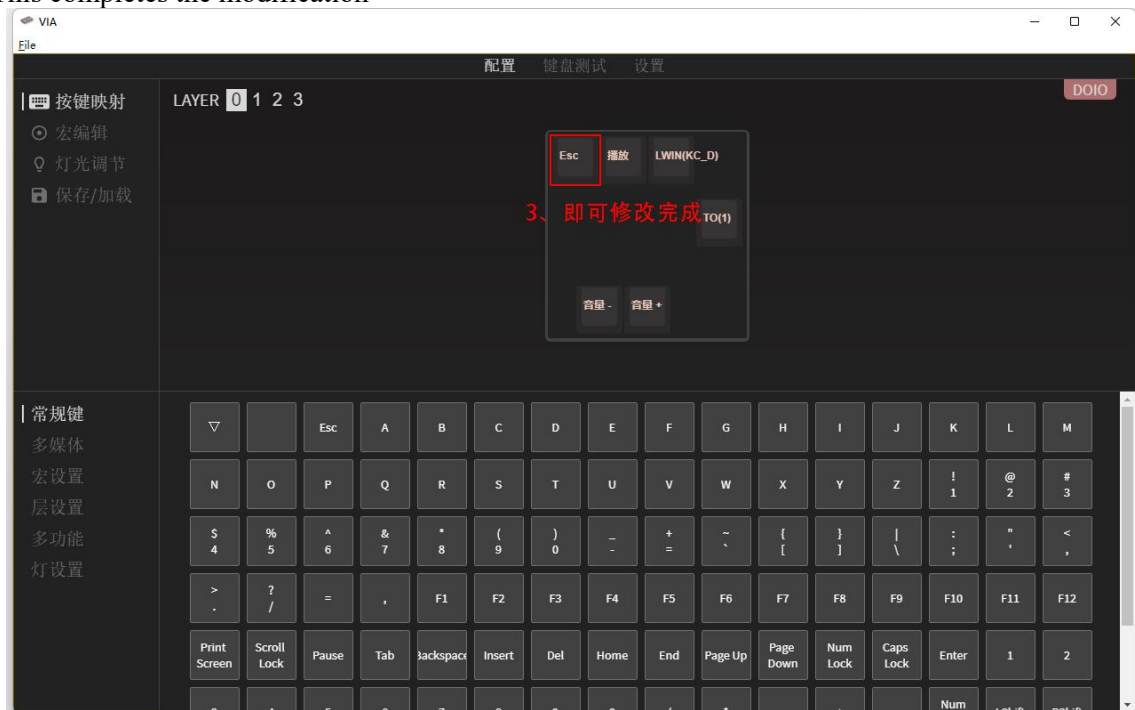 This completes the modification
VIA
File
配置 键盘测试 设置
按键映射
宏编辑
灯光调节
保存/加载
LAYER 0 1 2 3
DOIO
Esc 播放 LWIN(KC_D)
3、即可修改完成
TO(1)
音量 - 音量 +
常规键
多媒体
宏设置
层设置
多功能
灯设置
▽ Esc A B C D E F G H I J K L M
N O P Q R S T U V W X Y Z ! 1 @ 2 # 3
$ 4 % 5 ^ 6 & 7 * 8 ( 9 ) 0 _ - + = ~ ` { [ } ] | \ : ; " ' < ,
> . ? / = , F1 F2 F3 F4 F5 F6 F7 F8 F9 F10 F11 F12
Print Screen Scroll Lock Pause Tab Backspace Insert Del Home End Page Up Page Down Num Lock Caps Lock Enter 1 2
Num